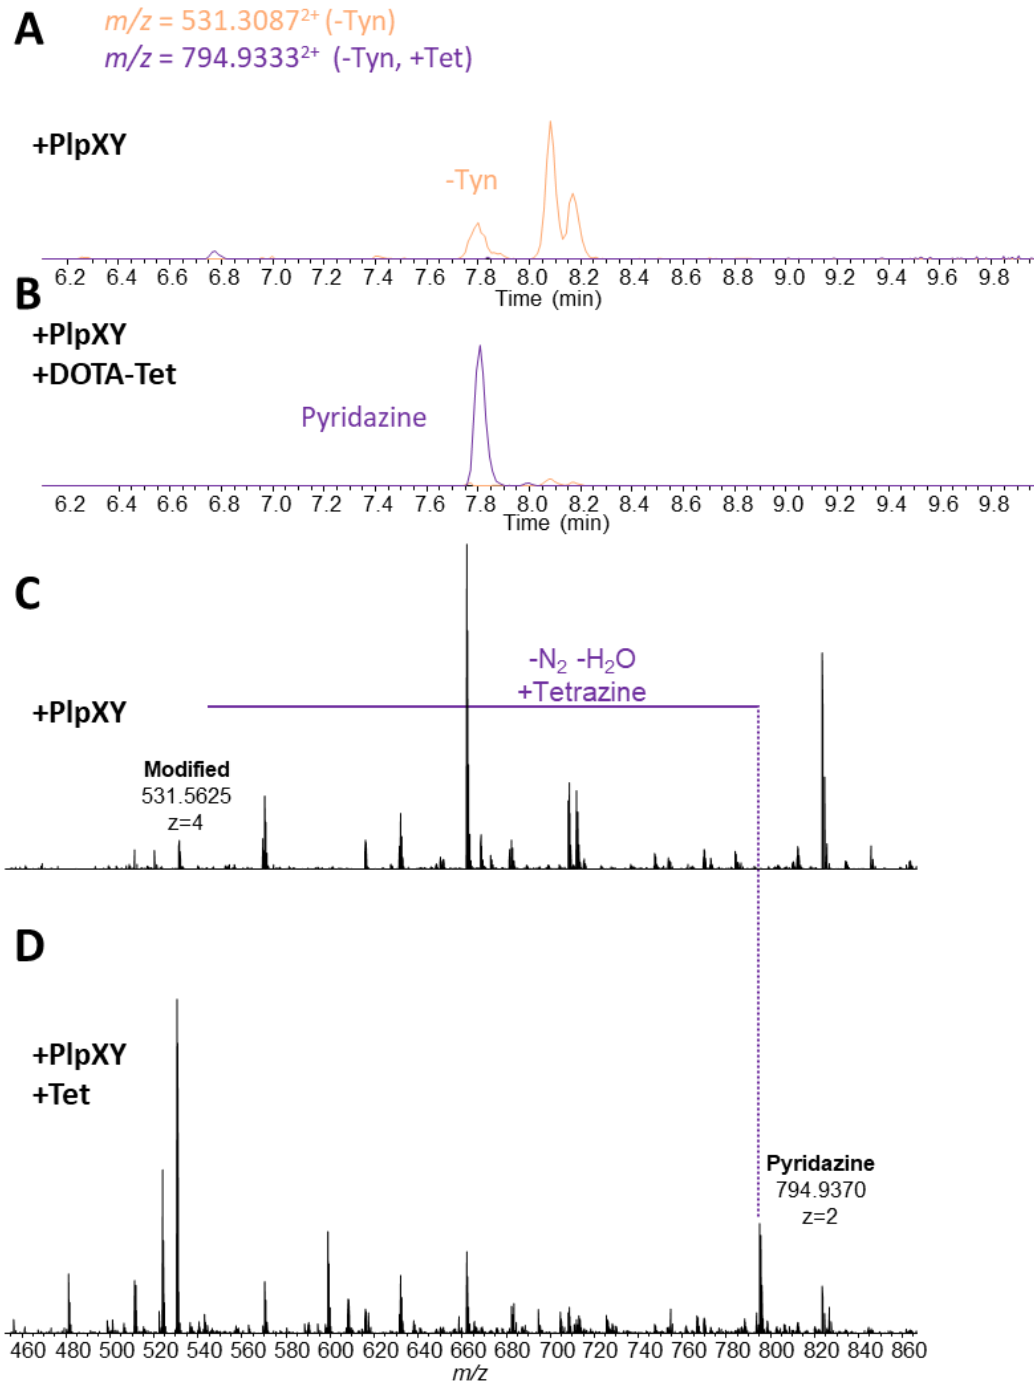 A
m/z = 531.3087²⁺ (-Tyn)
m/z = 794.9333²⁺ (-Tyn, +Tet)
+PlpXY
-Tyn
6.2 6.4 6.6 6.8 7.0 7.2 7.4 7.6 7.8 8.0 8.2 8.4 8.6 8.8 9.0 9.2 9.4 9.6 9.8
Time (min)
B
+PlpXY
+DOTA-Tet
Pyridazine
6.2 6.4 6.6 6.8 7.0 7.2 7.4 7.6 7.8 8.0 8.2 8.4 8.6 8.8 9.0 9.2 9.4 9.6 9.8
Time (min)
C
-N₂ -H₂O
+Tetrazine
+PlpXY
Modified
531.5625
z=4
D
+PlpXY
+Tet
Pyridazine
794.9370
z=2
460 480 500 520 540 560 580 600 620 640 660 680 700 720 740 760 780 800 820 840 860
m/z